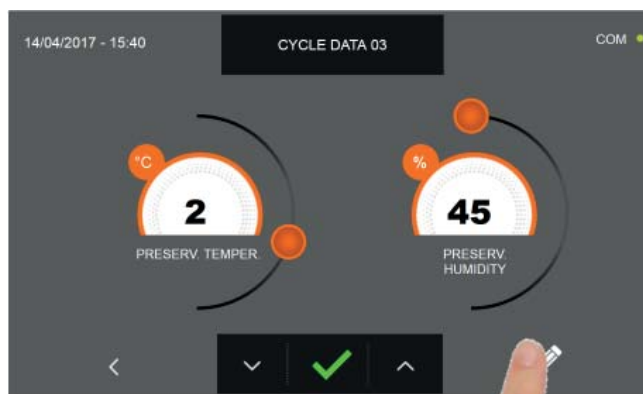 14/04/2017 - 15:40
CYCLE DATA 03
COM
°C
2
PRESERV. TEMPER.
%
45
PRESERV.
HUMIDITY